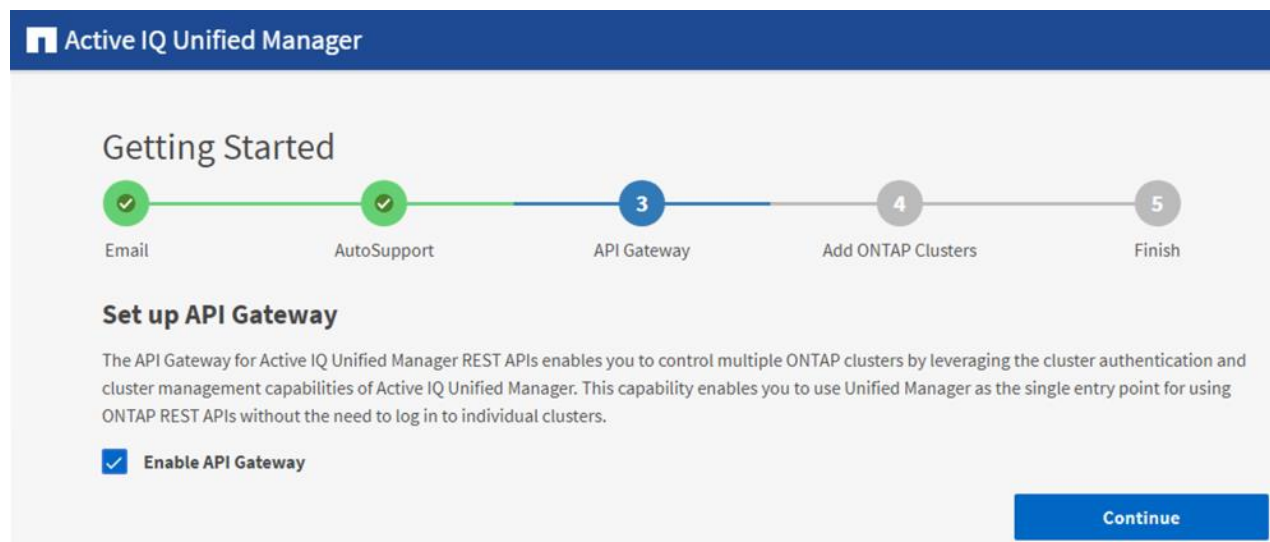 Active IQ Unified Manager
Getting Started
3
4
5
Email
AutoSupport
API Gateway
Add ONTAP Clusters
Finish
Set up API Gateway
The API Gateway for Active IQ Unified Manager REST APIs enables you to control multiple ONTAP clusters by leveraging the cluster authentication and
cluster management capabilities of Active IQ Unified Manager. This capability enables you to use Unified Manager as the single entry point for using
ONTAP REST APIs without the need to log in to individual clusters.
Enable API Gateway
Continue